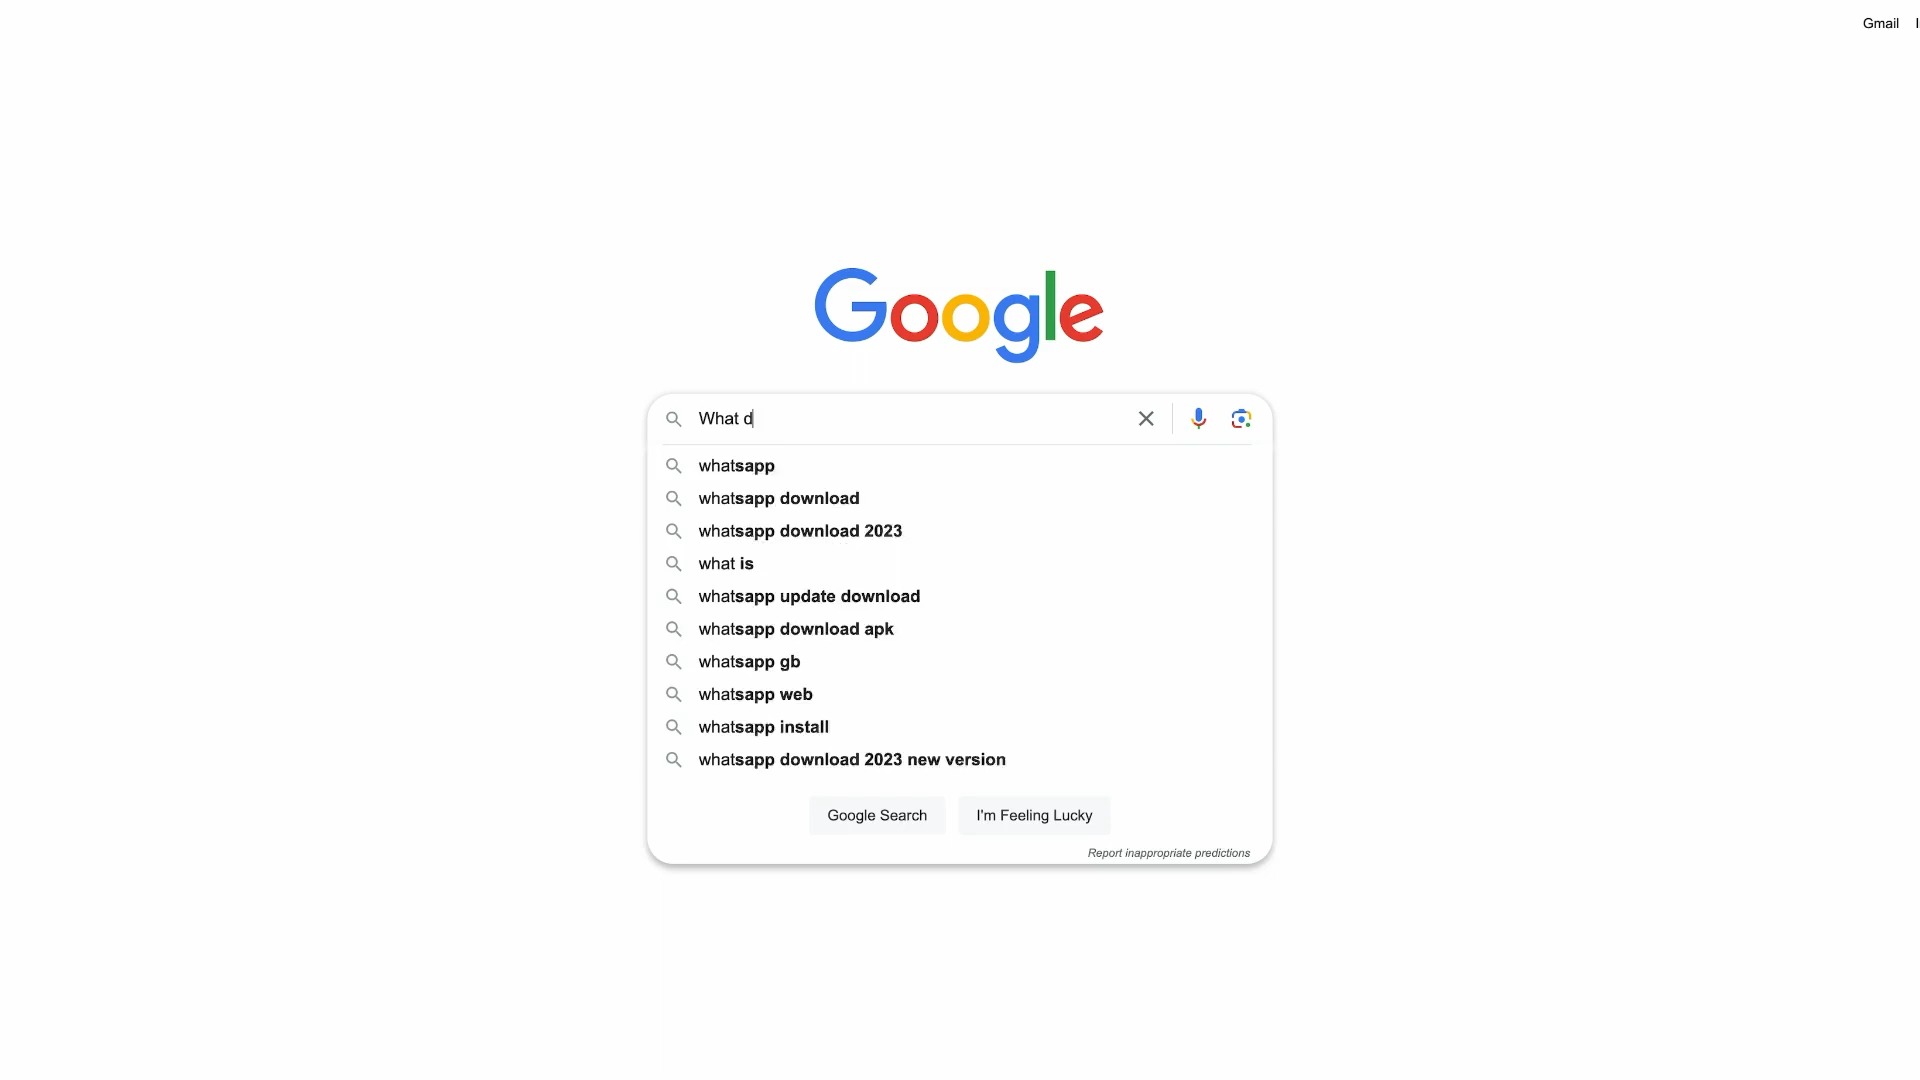 Gmail
Google
What d
whatsapp
whatsapp download
whatsapp download 2023
what is
whatsapp update download
whatsapp download apk
whatsapp gb
whatsapp web
whatsapp install
whatsapp download 2023 new version
Google Search
I'm Feeling Lucky
Report inappropriate predictions